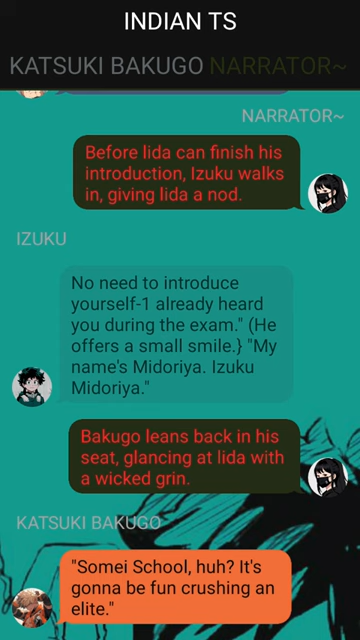 INDIAN TS
KATSUKI BAKUGO NARRATOR~
NARRATOR~
Before Iida can finish his
introduction, Izuku walks
in, giving Iida a nod.
IZUKU
No need to introduce
yourself-1 already heard
you during the exam." (He
offers a small smile.} "My
name's Midoriya. Izuku
Midoriya."
Bakugo leans back in his
seat, glancing at Iida with
a wicked grin.
KATSUKI BAKUGO
"Somei School, huh? It's
gonna be fun crushing an
elite."